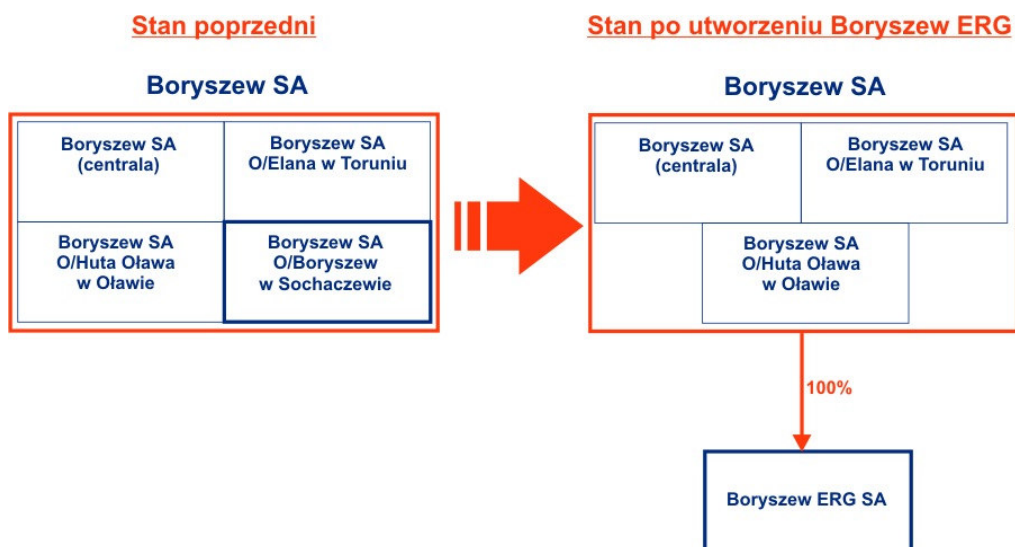 Stan poprzedni
Boryszew SA
Boryszew SA
(centrala)
Boryszew SA
O/Elana w Toruniu
Boryszew SA
O/Huta Oława
w Oławie
Boryszew SA
O/Boryszew
w Sochaczewie
Stan po utworzeniu Boryszew ERG
Boryszew SA
Boryszew SA
(centrala)
Boryszew SA
O/Elana w Toruniu
Boryszew SA
O/Huta Oława
w Oławie
100%
Boryszew ERG SA